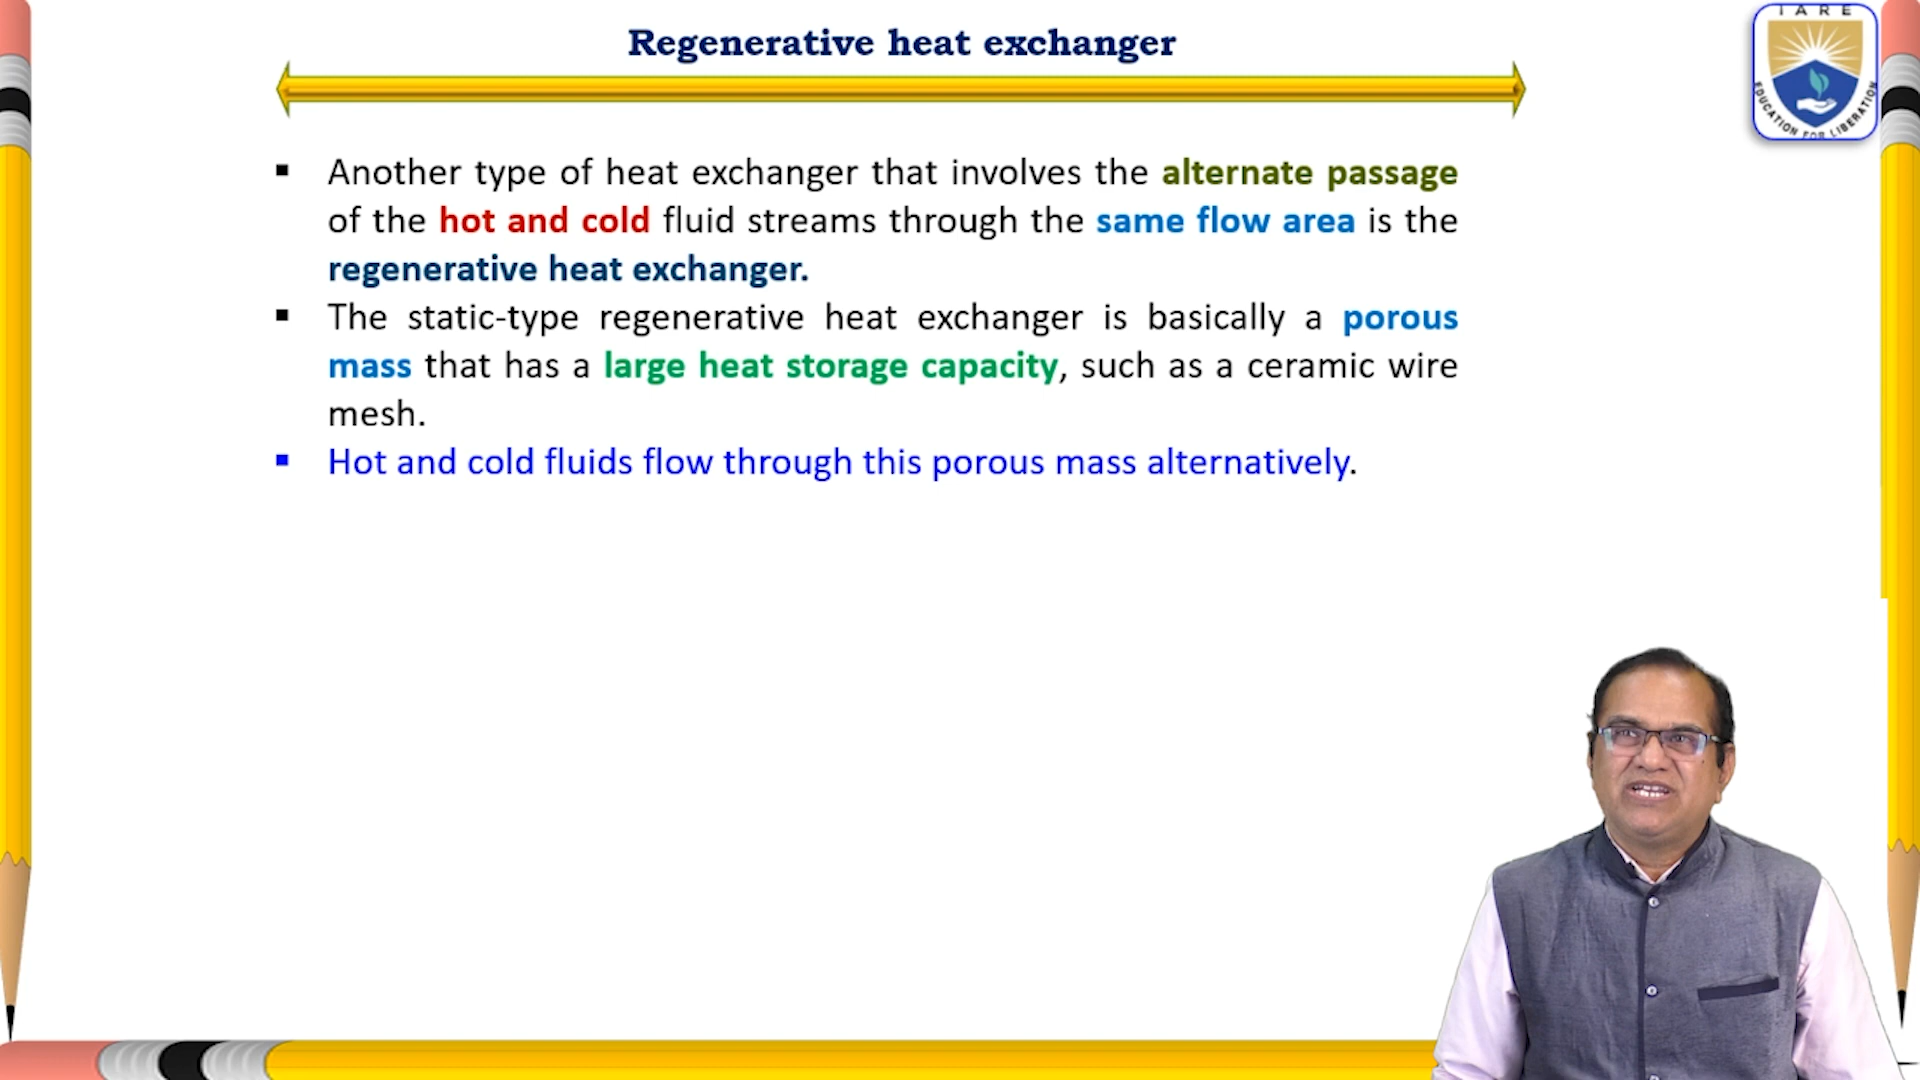 Regenerative heat exchanger
IARE
EDUCATION FOR LIBERATION
▪ Another type of heat exchanger that involves the alternate passage
of the hot and cold fluid streams through the same flow area is the
regenerative heat exchanger.
▪ The static-type regenerative heat exchanger is basically a porous
mass that has a large heat storage capacity, such as a ceramic wire
mesh.
▪ Hot and cold fluids flow through this porous mass alternatively.